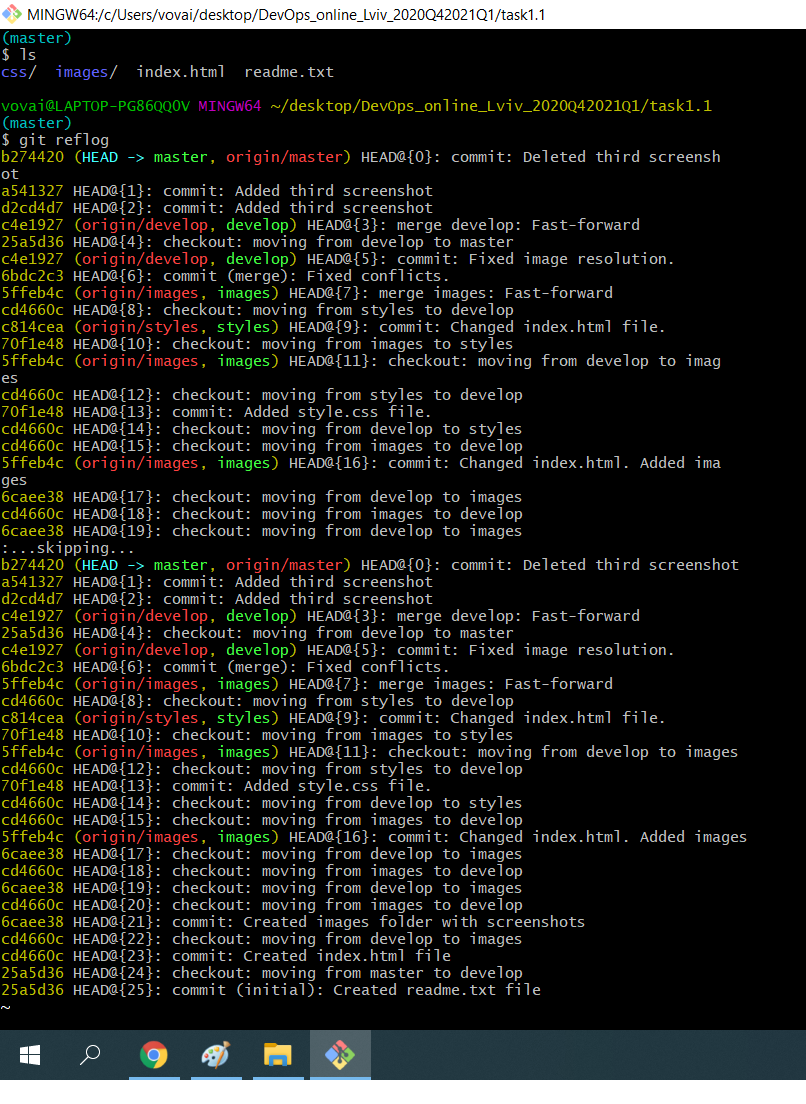 MINGW64:/c/Users/vovai/desktop/DevOps_online_Lviv_2020Q42021Q1/task1.1
(master)
$ ls
css/  images/  index.html  readme.txt
vovai@LAPTOP-PG86QQ0V MINGW64 ~/desktop/DevOps_online_Lviv_2020Q42021Q1/task1.1
(master)
$ git reflog
b274420 (HEAD -> master, origin/master) HEAD@{0}: commit: Deleted third screensh
ot
a541327 HEAD@{1}: commit: Added third screenshot
d2cd4d7 HEAD@{2}: commit: Added third screenshot
c4e1927 (origin/develop, develop) HEAD@{3}: merge develop: Fast-forward
25a5d36 HEAD@{4}: checkout: moving from develop to master
c4e1927 (origin/develop, develop) HEAD@{5}: commit: Fixed image resolution.
6bdc2c3 HEAD@{6}: commit (merge): Fixed conflicts.
5ffeb4c (origin/images, images) HEAD@{7}: merge images: Fast-forward
cd4660c HEAD@{8}: checkout: moving from styles to develop
c814cea (origin/styles, styles) HEAD@{9}: commit: Changed index.html file.
70f1e48 HEAD@{10}: checkout: moving from images to styles
5ffeb4c (origin/images, images) HEAD@{11}: checkout: moving from develop to imag
es
cd4660c HEAD@{12}: checkout: moving from styles to develop
70f1e48 HEAD@{13}: commit: Added style.css file.
cd4660c HEAD@{14}: checkout: moving from develop to styles
cd4660c HEAD@{15}: checkout: moving from images to develop
5ffeb4c (origin/images, images) HEAD@{16}: commit: Changed index.html. Added ima
ges
6caee38 HEAD@{17}: checkout: moving from develop to images
cd4660c HEAD@{18}: checkout: moving from images to develop
6caee38 HEAD@{19}: checkout: moving from develop to images
:...skipping...
b274420 (HEAD -> master, origin/master) HEAD@{0}: commit: Deleted third screenshot
a541327 HEAD@{1}: commit: Added third screenshot
d2cd4d7 HEAD@{2}: commit: Added third screenshot
c4e1927 (origin/develop, develop) HEAD@{3}: merge develop: Fast-forward
25a5d36 HEAD@{4}: checkout: moving from develop to master
c4e1927 (origin/develop, develop) HEAD@{5}: commit: Fixed image resolution.
6bdc2c3 HEAD@{6}: commit (merge): Fixed conflicts.
5ffeb4c (origin/images, images) HEAD@{7}: merge images: Fast-forward
cd4660c HEAD@{8}: checkout: moving from styles to develop
c814cea (origin/styles, styles) HEAD@{9}: commit: Changed index.html file.
70f1e48 HEAD@{10}: checkout: moving from images to styles
5ffeb4c (origin/images, images) HEAD@{11}: checkout: moving from develop to images
cd4660c HEAD@{12}: checkout: moving from styles to develop
70f1e48 HEAD@{13}: commit: Added style.css file.
cd4660c HEAD@{14}: checkout: moving from develop to styles
cd4660c HEAD@{15}: checkout: moving from images to develop
5ffeb4c (origin/images, images) HEAD@{16}: commit: Changed index.html. Added images
6caee38 HEAD@{17}: checkout: moving from develop to images
cd4660c HEAD@{18}: checkout: moving from images to develop
6caee38 HEAD@{19}: checkout: moving from develop to images
cd4660c HEAD@{20}: checkout: moving from images to develop
6caee38 HEAD@{21}: commit: Created images folder with screenshots
cd4660c HEAD@{22}: checkout: moving from develop to images
cd4660c HEAD@{23}: commit: Created index.html file
25a5d36 HEAD@{24}: checkout: moving from master to develop
25a5d36 HEAD@{25}: commit (initial): Created readme.txt file
~